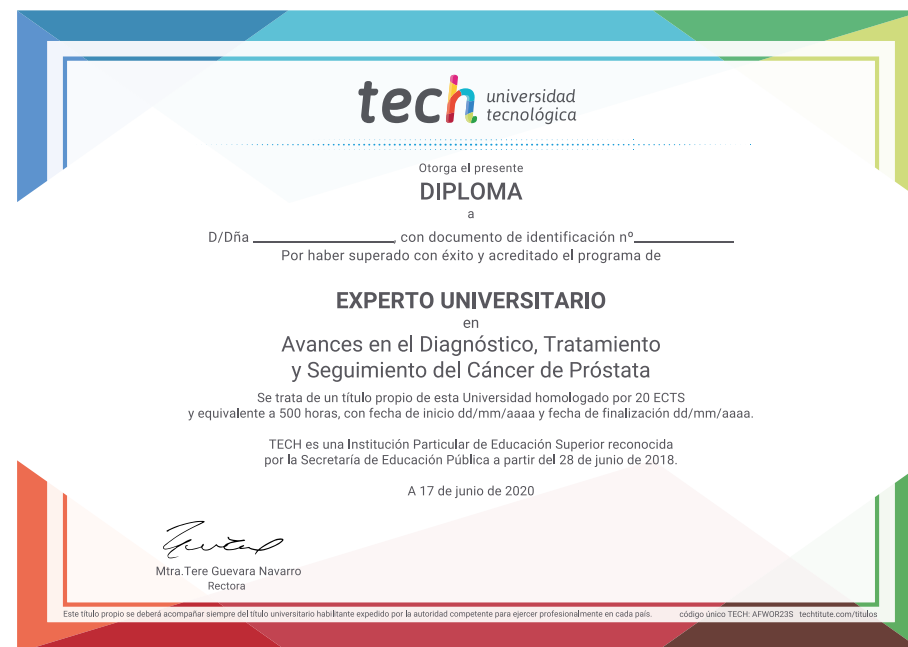 tech universidad
tecnológica
Otorga el presente
DIPLOMA
a
D/Dña ____________, con documento de identificación nº____________
Por haber superado con éxito y acreditado el programa de
EXPERTO UNIVERSITARIO
en
Avances en el Diagnóstico, Tratamiento
y Seguimiento del Cáncer de Próstata
Se trata de un título propio de esta Universidad homologado por 20 ECTS
y equivalente a 500 horas, con fecha de inicio dd/mm/aaaa y fecha de finalización dd/mm/aaaa.
TECH es una Institución Particular de Educación Superior reconocida
por la Secretaría de Educación Pública a partir del 28 de junio de 2018.
A 17 de junio de 2020
Mtra.Tere Guevara Navarro
Rectora
Este título propio se deberá acompañar siempre del título universitario habilitante expedido por la autoridad competente para ejercer profesionalmente en cada país. código único TECH: AFWOR23S techtitute.com/títulos